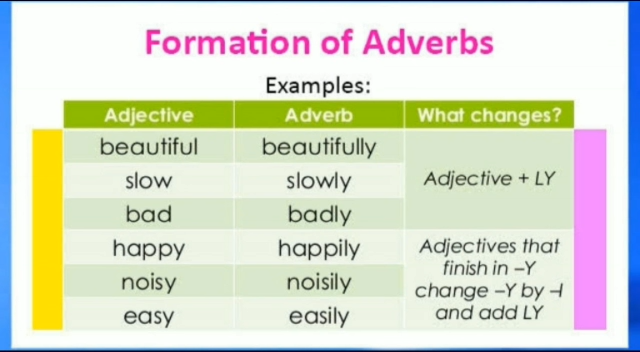 Formation of Adverbs
Examples:
Adjective Adverb What changes?
beautiful beautifully
slow slowly
bad badly
Adjective + LY
happy happily
noisy noisily
easy easily
Adjectives that
finish in –Y
change –Y by –I
and add LY